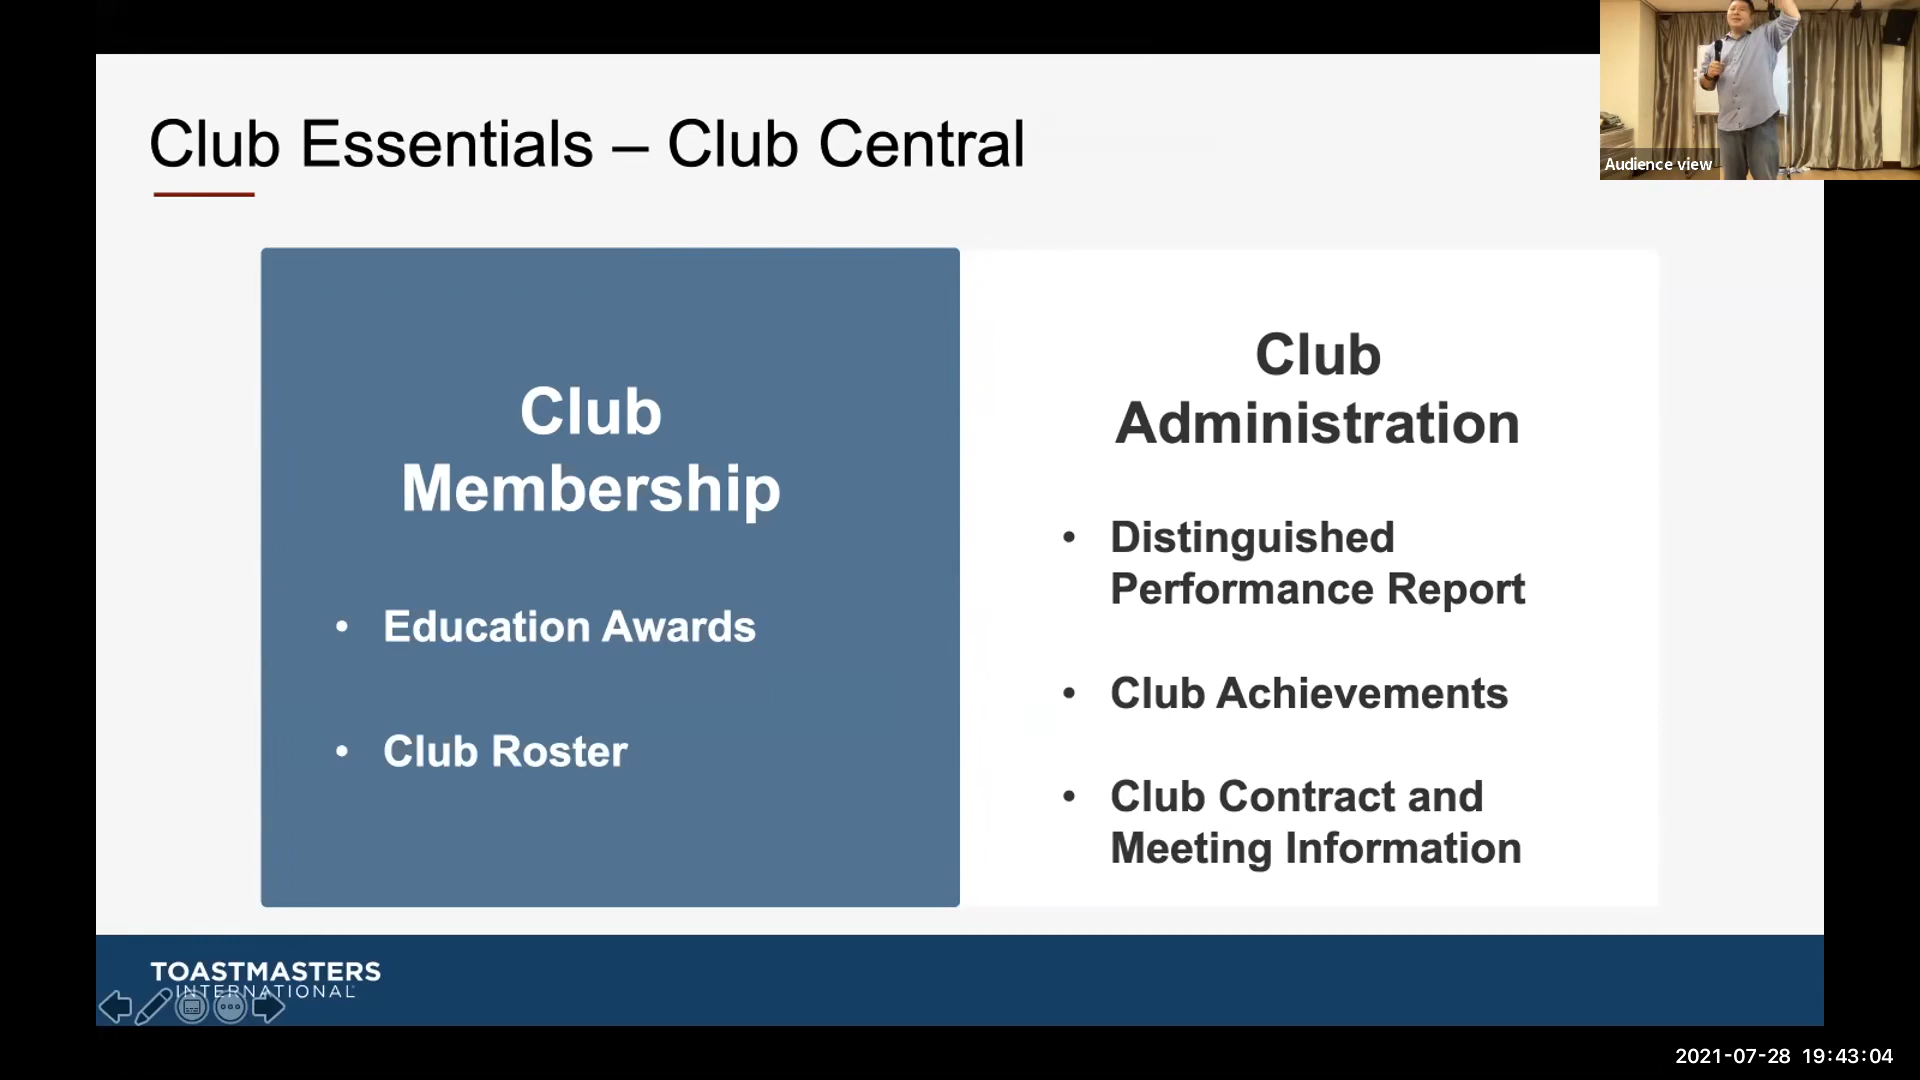 Club Essentials – Club Central
Audience view
Club
Membership
• Education Awards
• Club Roster
Club
Administration
• Distinguished
Performance Report
• Club Achievements
• Club Contract and
Meeting Information
TOASTMASTERS
INTERNATIONAL
2021-07-28 19:43:04